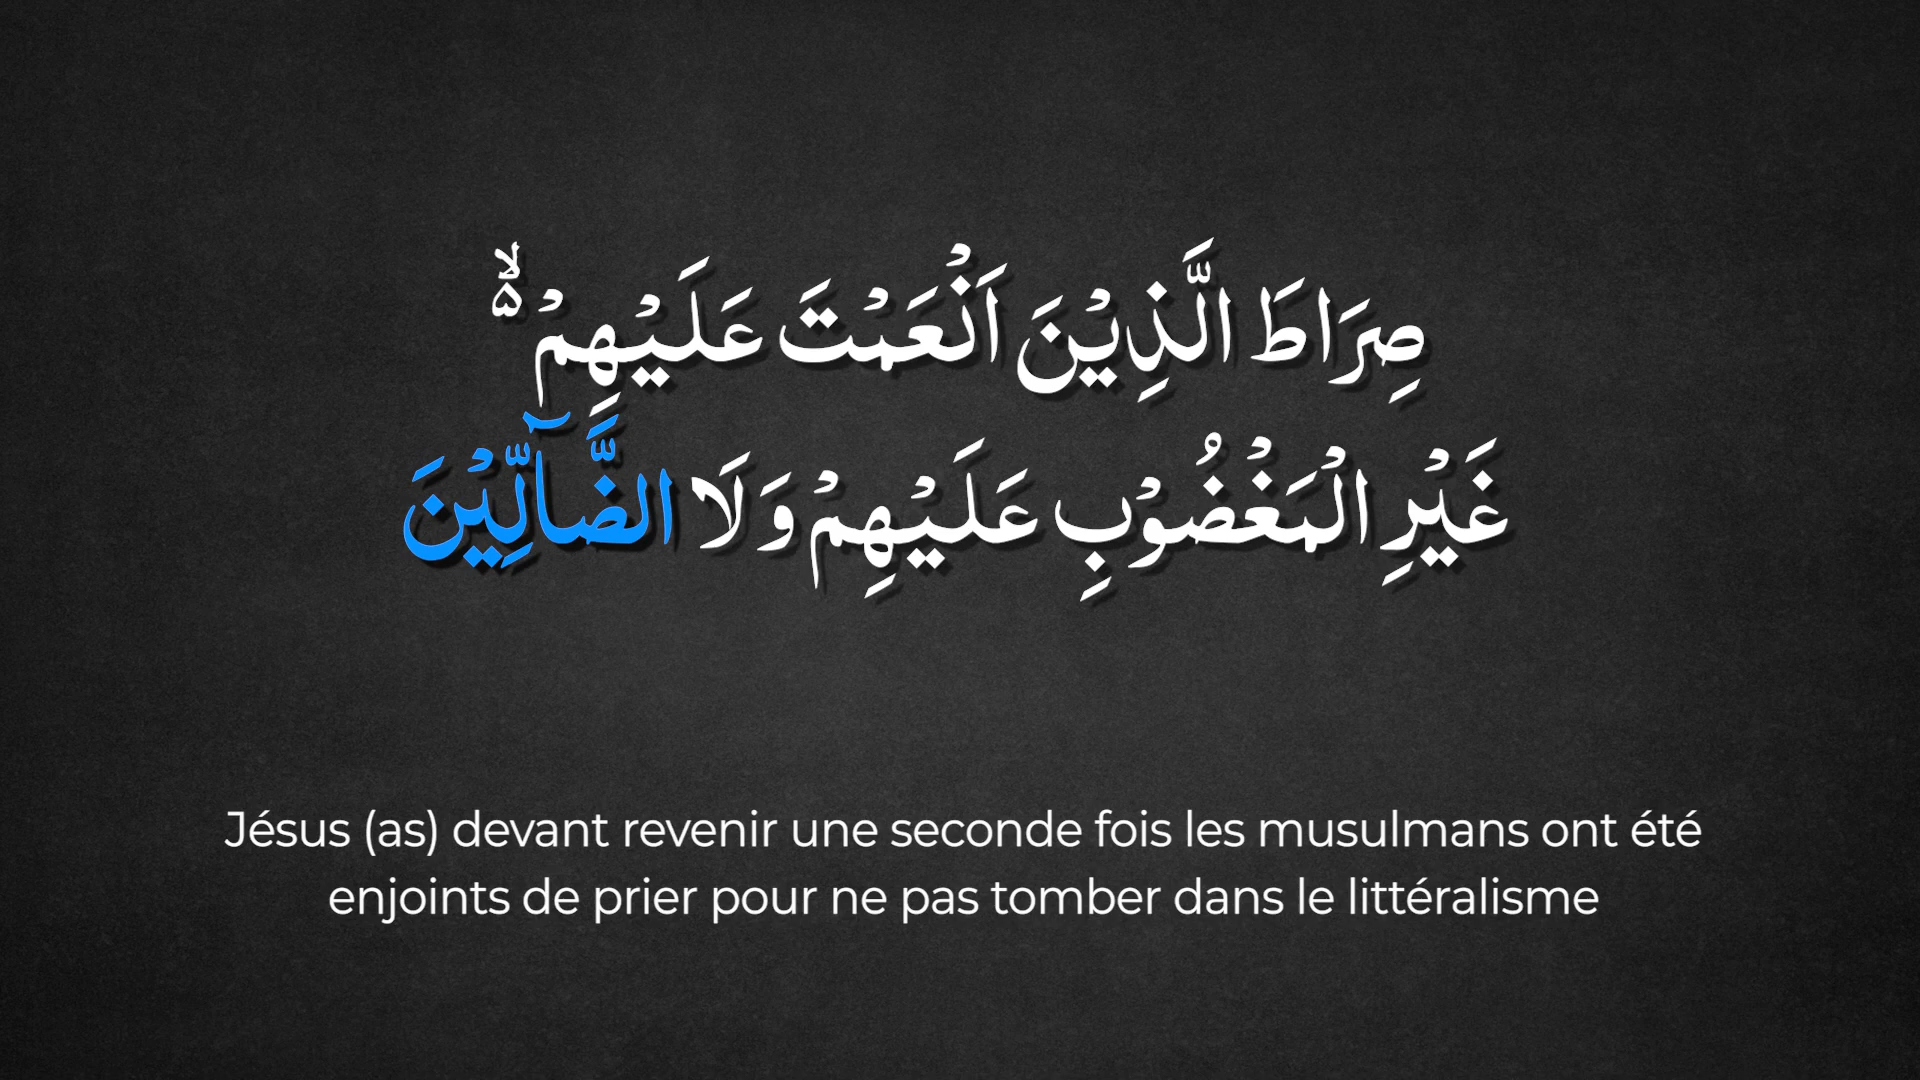 صِرَاطَ الَّذِيْنَ اَنْعَمْتَ عَلَيْهِمْ ۙ۬ۙ
غَيْرِ الْمَغْضُوْبِ عَلَيْهِمْ وَلَا الضَّآلِّيْنَ
Jésus (as) devant revenir une seconde fois les musulmans ont été
enjoints de prier pour ne pas tomber dans le littéralisme